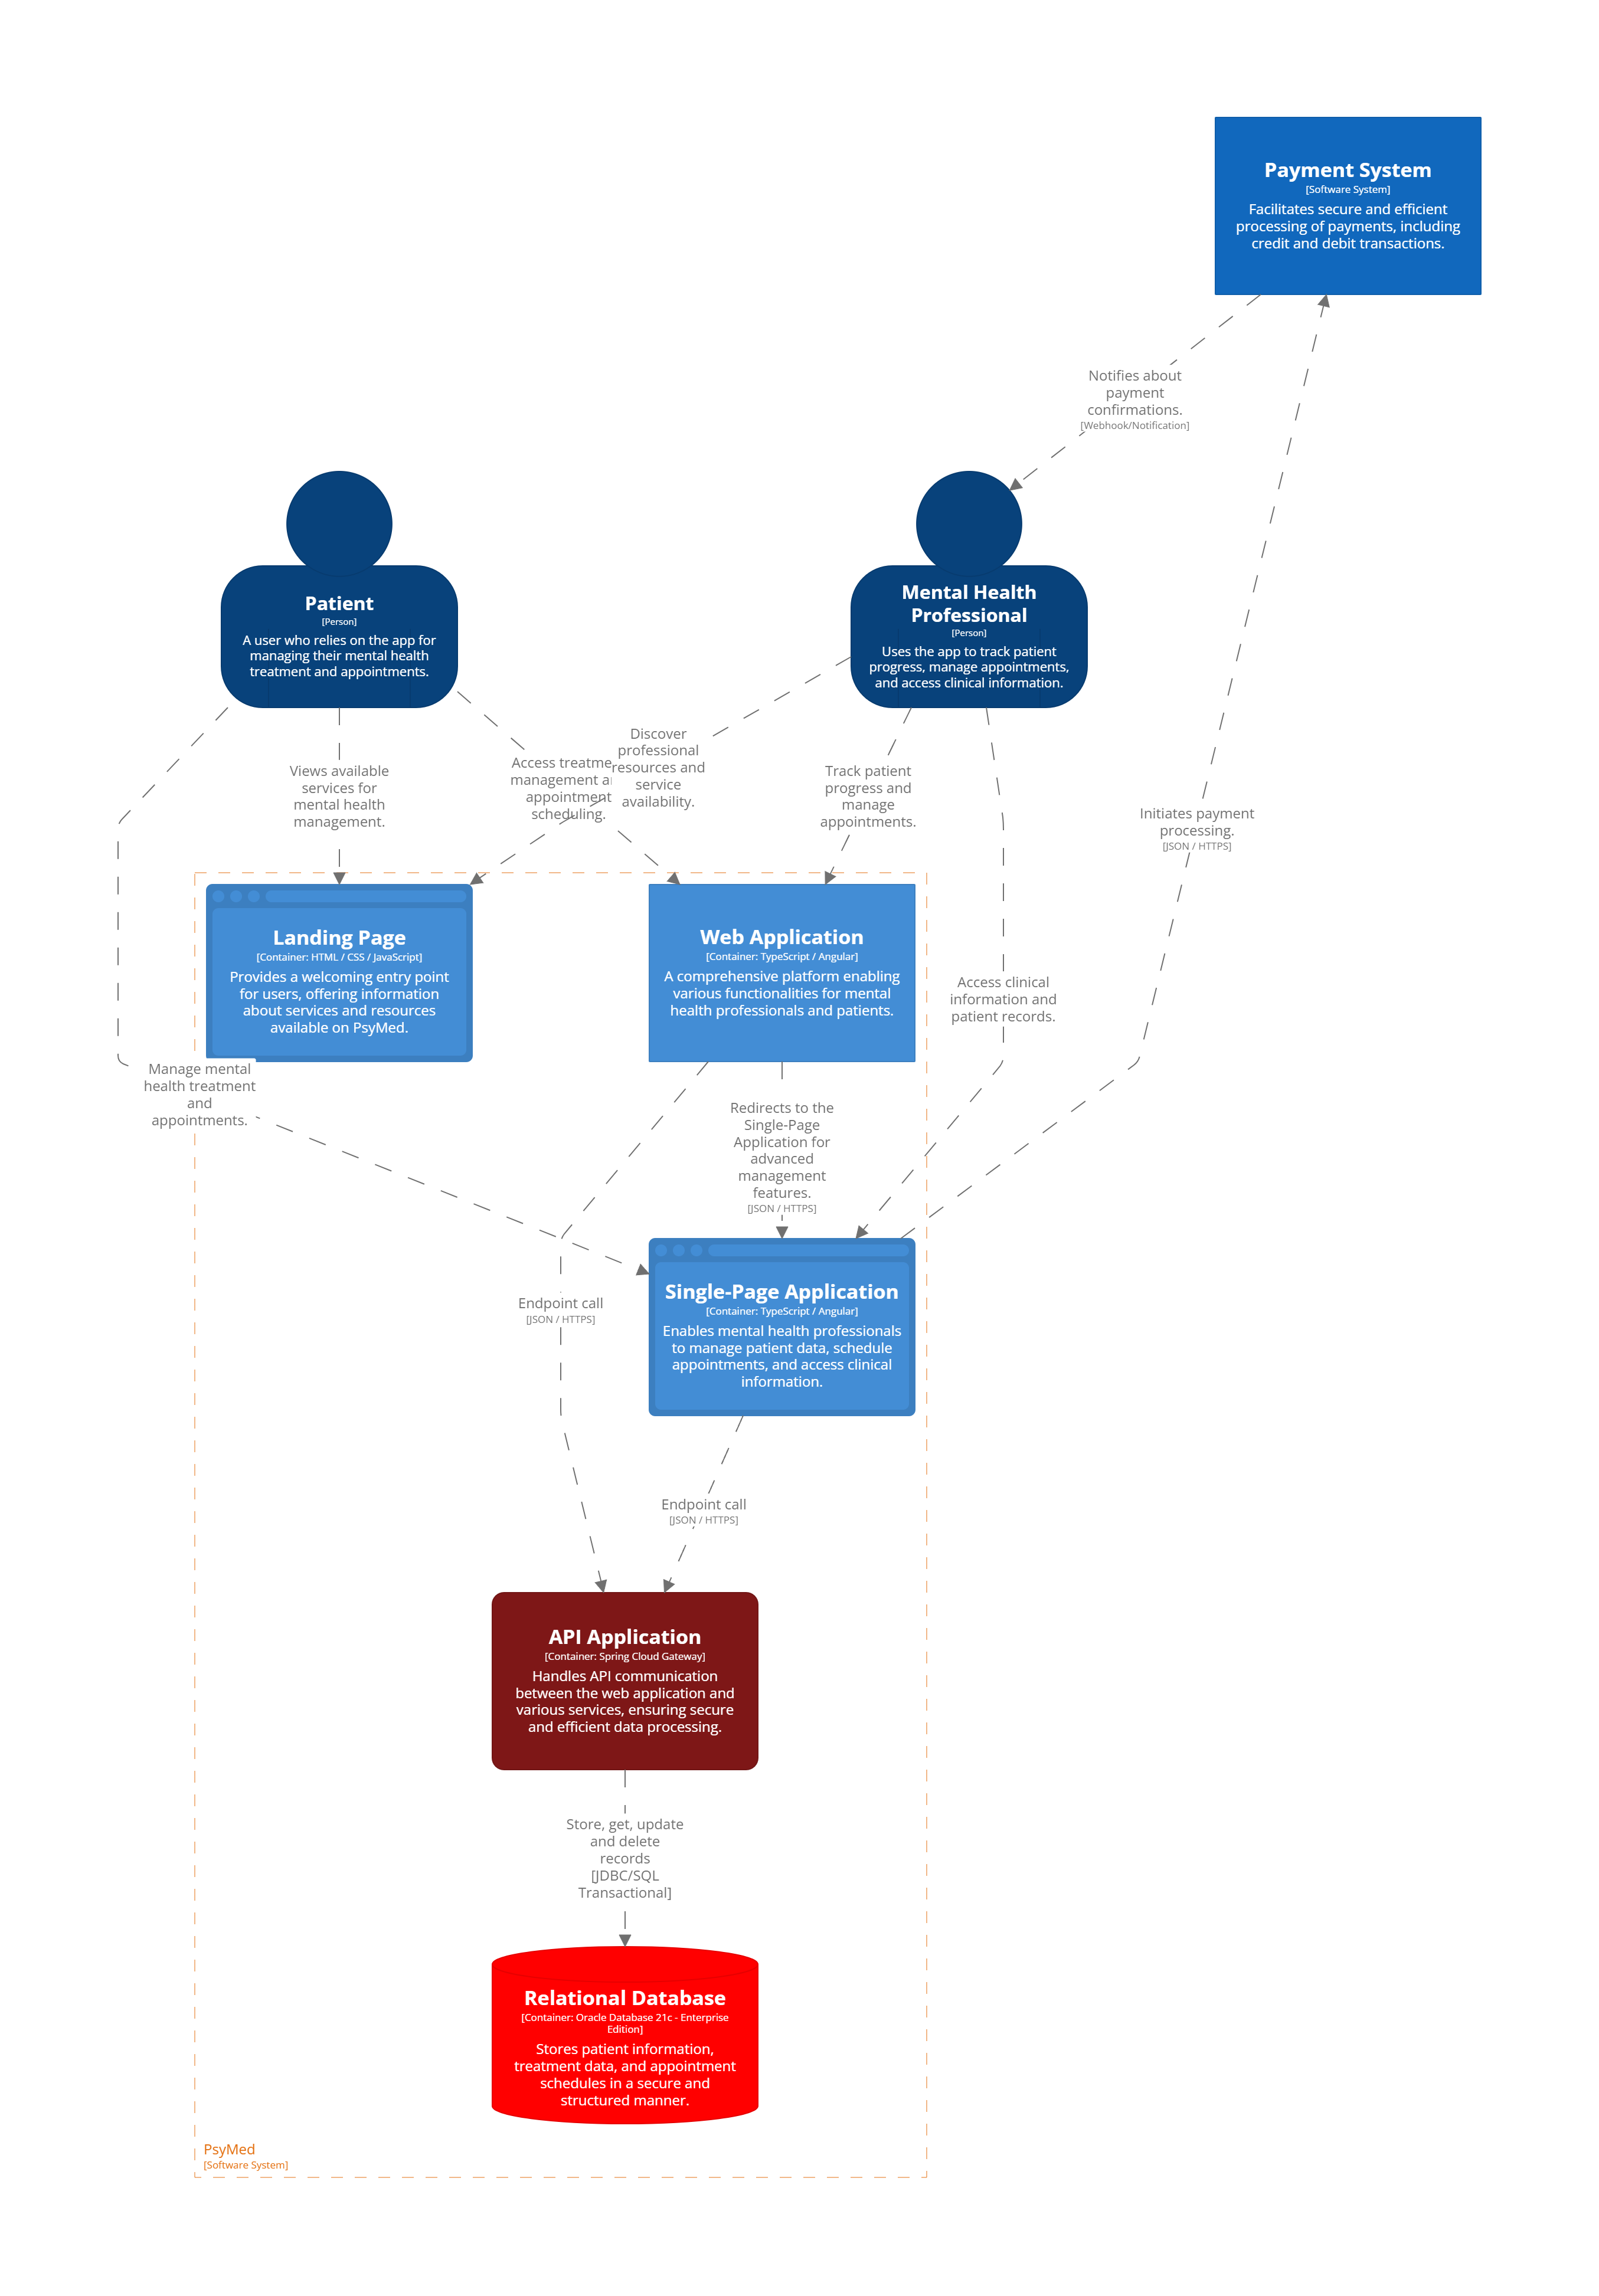 Payment System
[Software System]
Facilitates secure and efficient
processing of payments, including
credit and debit transactions.
Notifies about
payment
confirmations.
[Webhook/Notification]
Patient
[Person]
A user who relies on the app for
managing their mental health
treatment and appointments.
Mental Health
Professional
[Person]
Uses the app to track patient
progress, manage appointments,
and access clinical information.
Views available
services for
mental health
management.
Access
management
appointment
scheduling.
Discover
professional
resources and
service
availability.
Track patient
progress and
manage
appointments.
Initiates payment
processing.
[JSON / HTTPS]
Landing Page
[Container: HTML / CSS / JavaScript]
Provides a welcoming entry point
for users, offering information
about services and resources
available on PsyMed.
Web Application
[Container: TypeScript / Angular]
A comprehensive platform enabling
various functionalities for mental
health professionals and patients.
Access clinical
information and
patient records.
Manage mental
health treatment
and
appointments.
Redirects to the
Single-Page
Application for
advanced
management
features.
[JSON / HTTPS]
Endpoint call
[JSON / HTTPS]
Single-Page Application
[Container: TypeScript / Angular]
Enables mental health professionals
to manage patient data, schedule
appointments, and access clinical
information.
Endpoint call
[JSON / HTTPS]
API Application
[Container: Spring Cloud Gateway]
Handles API communication
between the web application and
various services, ensuring secure
and efficient data processing.
Store, get, update
and delete
records
[JDBC/SQL
Transactional]
Relational Database
[Container: Oracle Database 21c - Enterprise
Edition]
Stores patient information,
treatment data, and appointment
schedules in a secure and
structured manner.
PsyMed
[Software System]